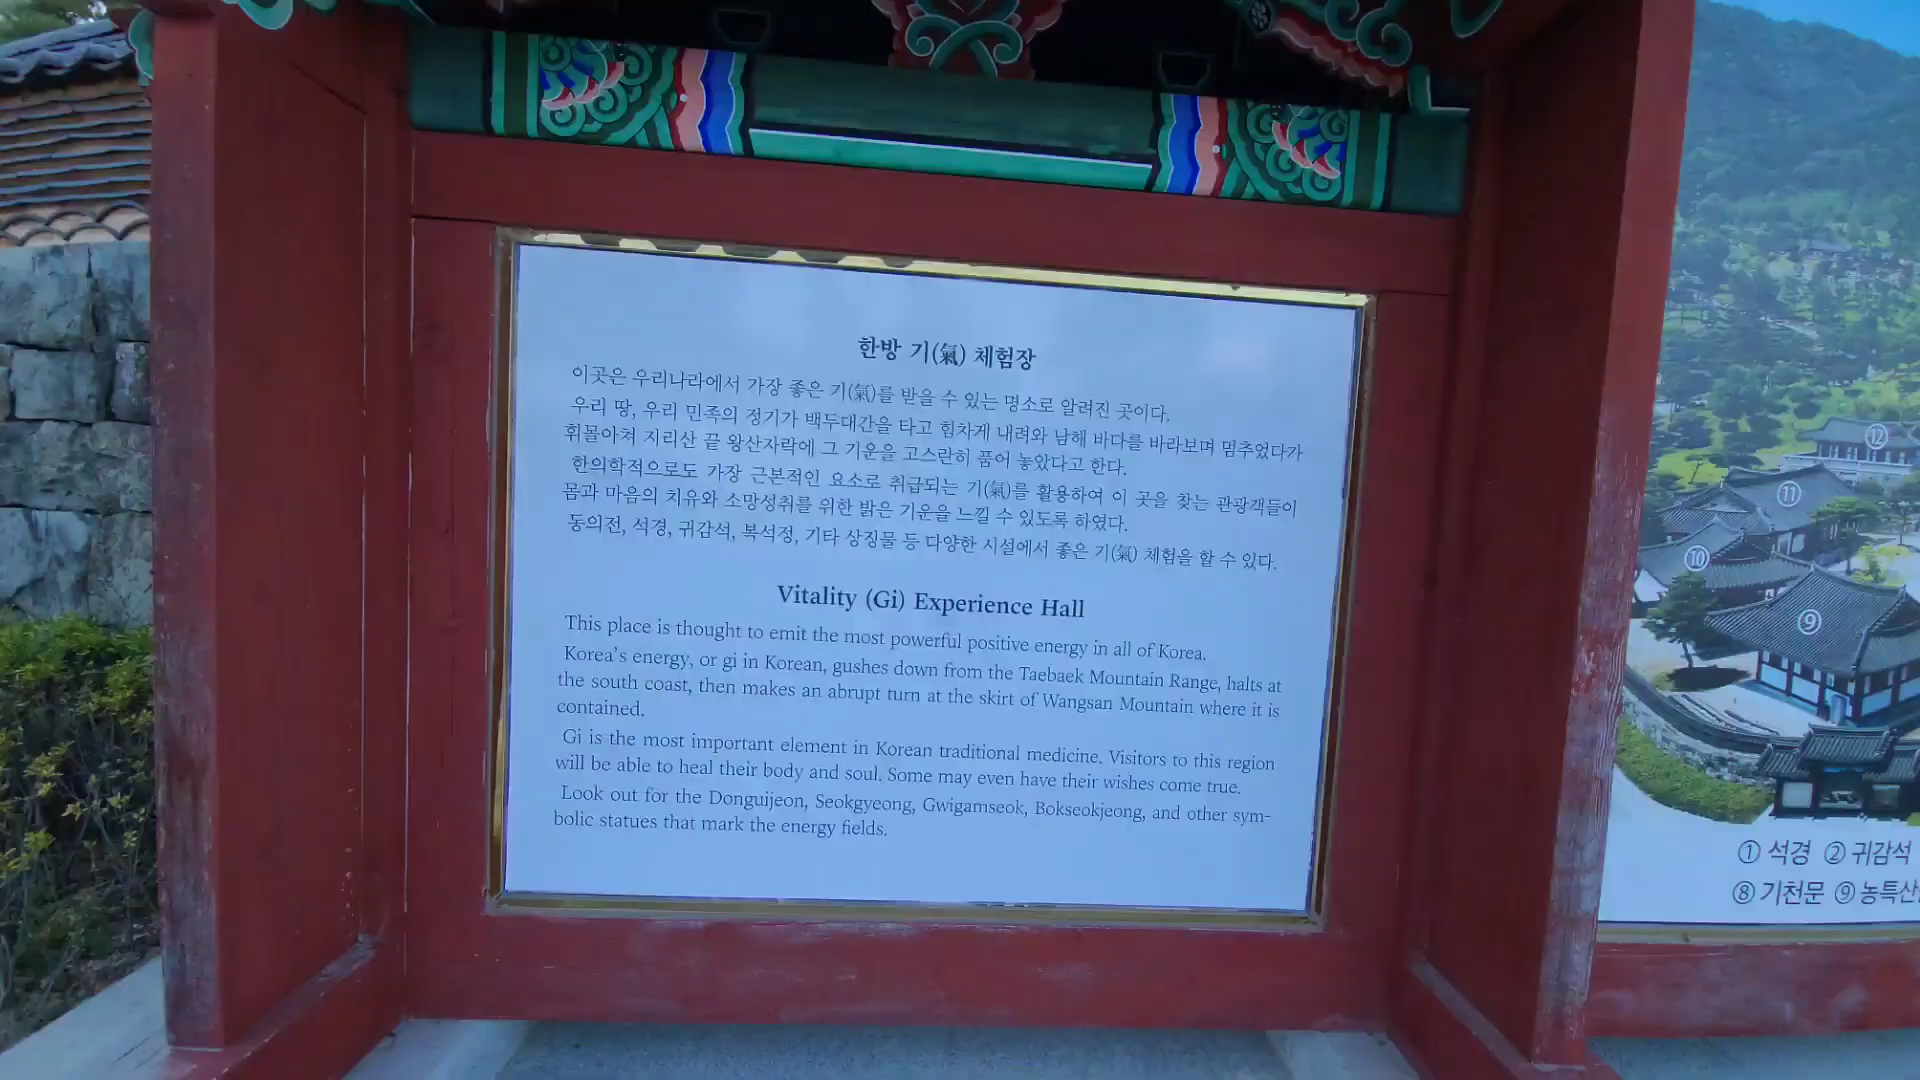 한방 기(氣) 체험장
이곳은 우리나라에서 가장 좋은 기(氣)를 받을 수 있는 명소로 알려진 곳이다.
우리 땅, 우리 민족의 정기가 백두대간을 타고 힘차게 내려와 남해 바다를 바라보며 멈추었다가
휘몰아쳐 지리산 끝 왕산자락에 그 기운을 고스란히 품어 놓았다고 한다.
한의학적으로도 가장 근본적인 요소로 취급되는 기(氣)를 활용하여 이 곳을 찾는 관광객들이
몸과 마음의 치유와 소망성취를 위한 밝은 기운을 느낄 수 있도록 하였다.
동의전, 석경, 귀감석, 복석정, 기타 상징물 등 다양한 시설에서 좋은 기(氣) 체험을 할 수 있다.
Vitality (Gi) Experience Hall
This place is thought to emit the most powerful positive energy in all of Korea.
Korea's energy, or gi in Korean, gushes down from the Taebaek Mountain Range, halts at
the south coast, then makes an abrupt turn at the skirt of Wangsan Mountain where it is
contained.
Gi is the most important element in Korean traditional medicine. Visitors to this region
will be able to heal their body and soul. Some may even have their wishes come true.
Look out for the Donguijeon, Seokgyeong, Gwigamseok, Bokseokjeong, and other sym-
bolic statues that mark the energy fields.
⑫
⑪
⑩
⑨
① 석경 ② 귀감석
⑧ 기천문 ⑨ 농특산